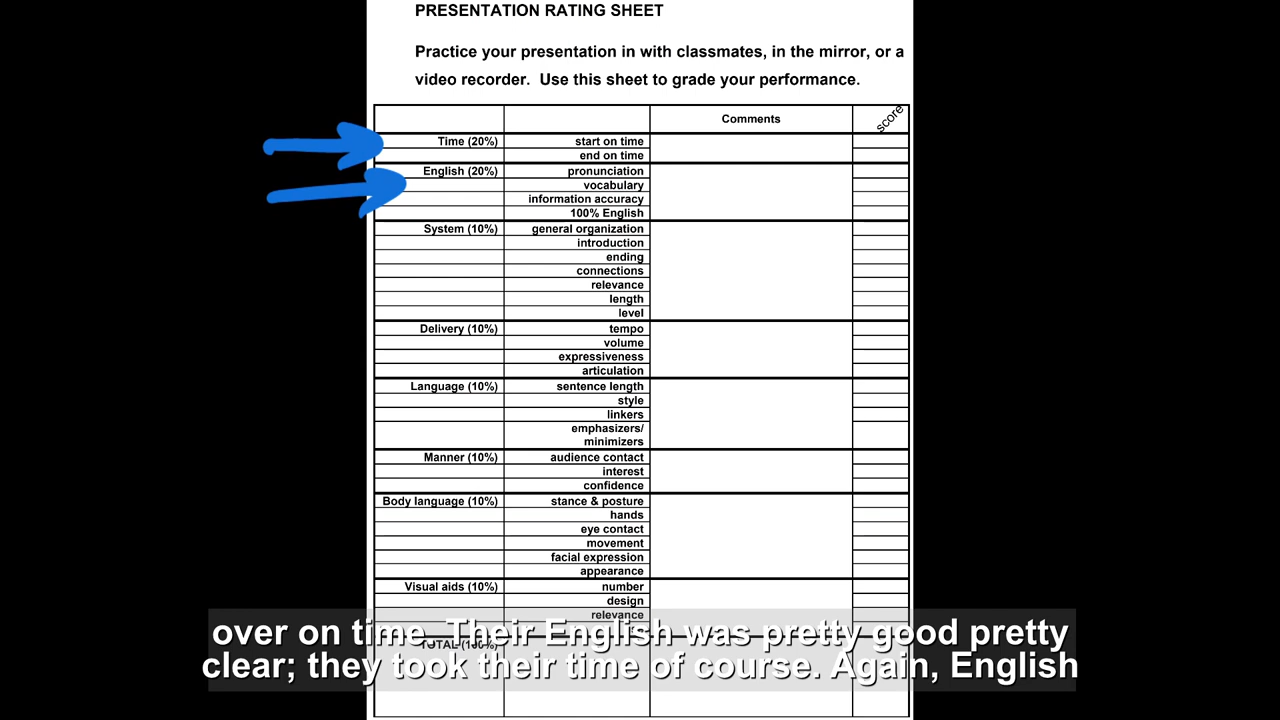 PRESENTATION RATING SHEET
Practice your presentation in with classmates, in the mirror, or a
video recorder. Use this sheet to grade your performance.
Comments score
Time (20%) start on time
end on time
English (20%) pronunciation
vocabulary
information accuracy
100% English
System (10%) general organization
introduction
ending
connections
relevance
length
level
Delivery (10%) tempo
volume
expressiveness
articulation
Language (10%) sentence length
style
linkers
emphasizers/
minimizers
Manner (10%) audience contact
interest
confidence
Body language (10%) stance & posture
hands
eye contact
movement
facial expression
appearance
Visual aids (10%) number
design
relevance
TOTAL (100%)
over on time. Their English was pretty good pretty
clear; they took their time of course. Again, English